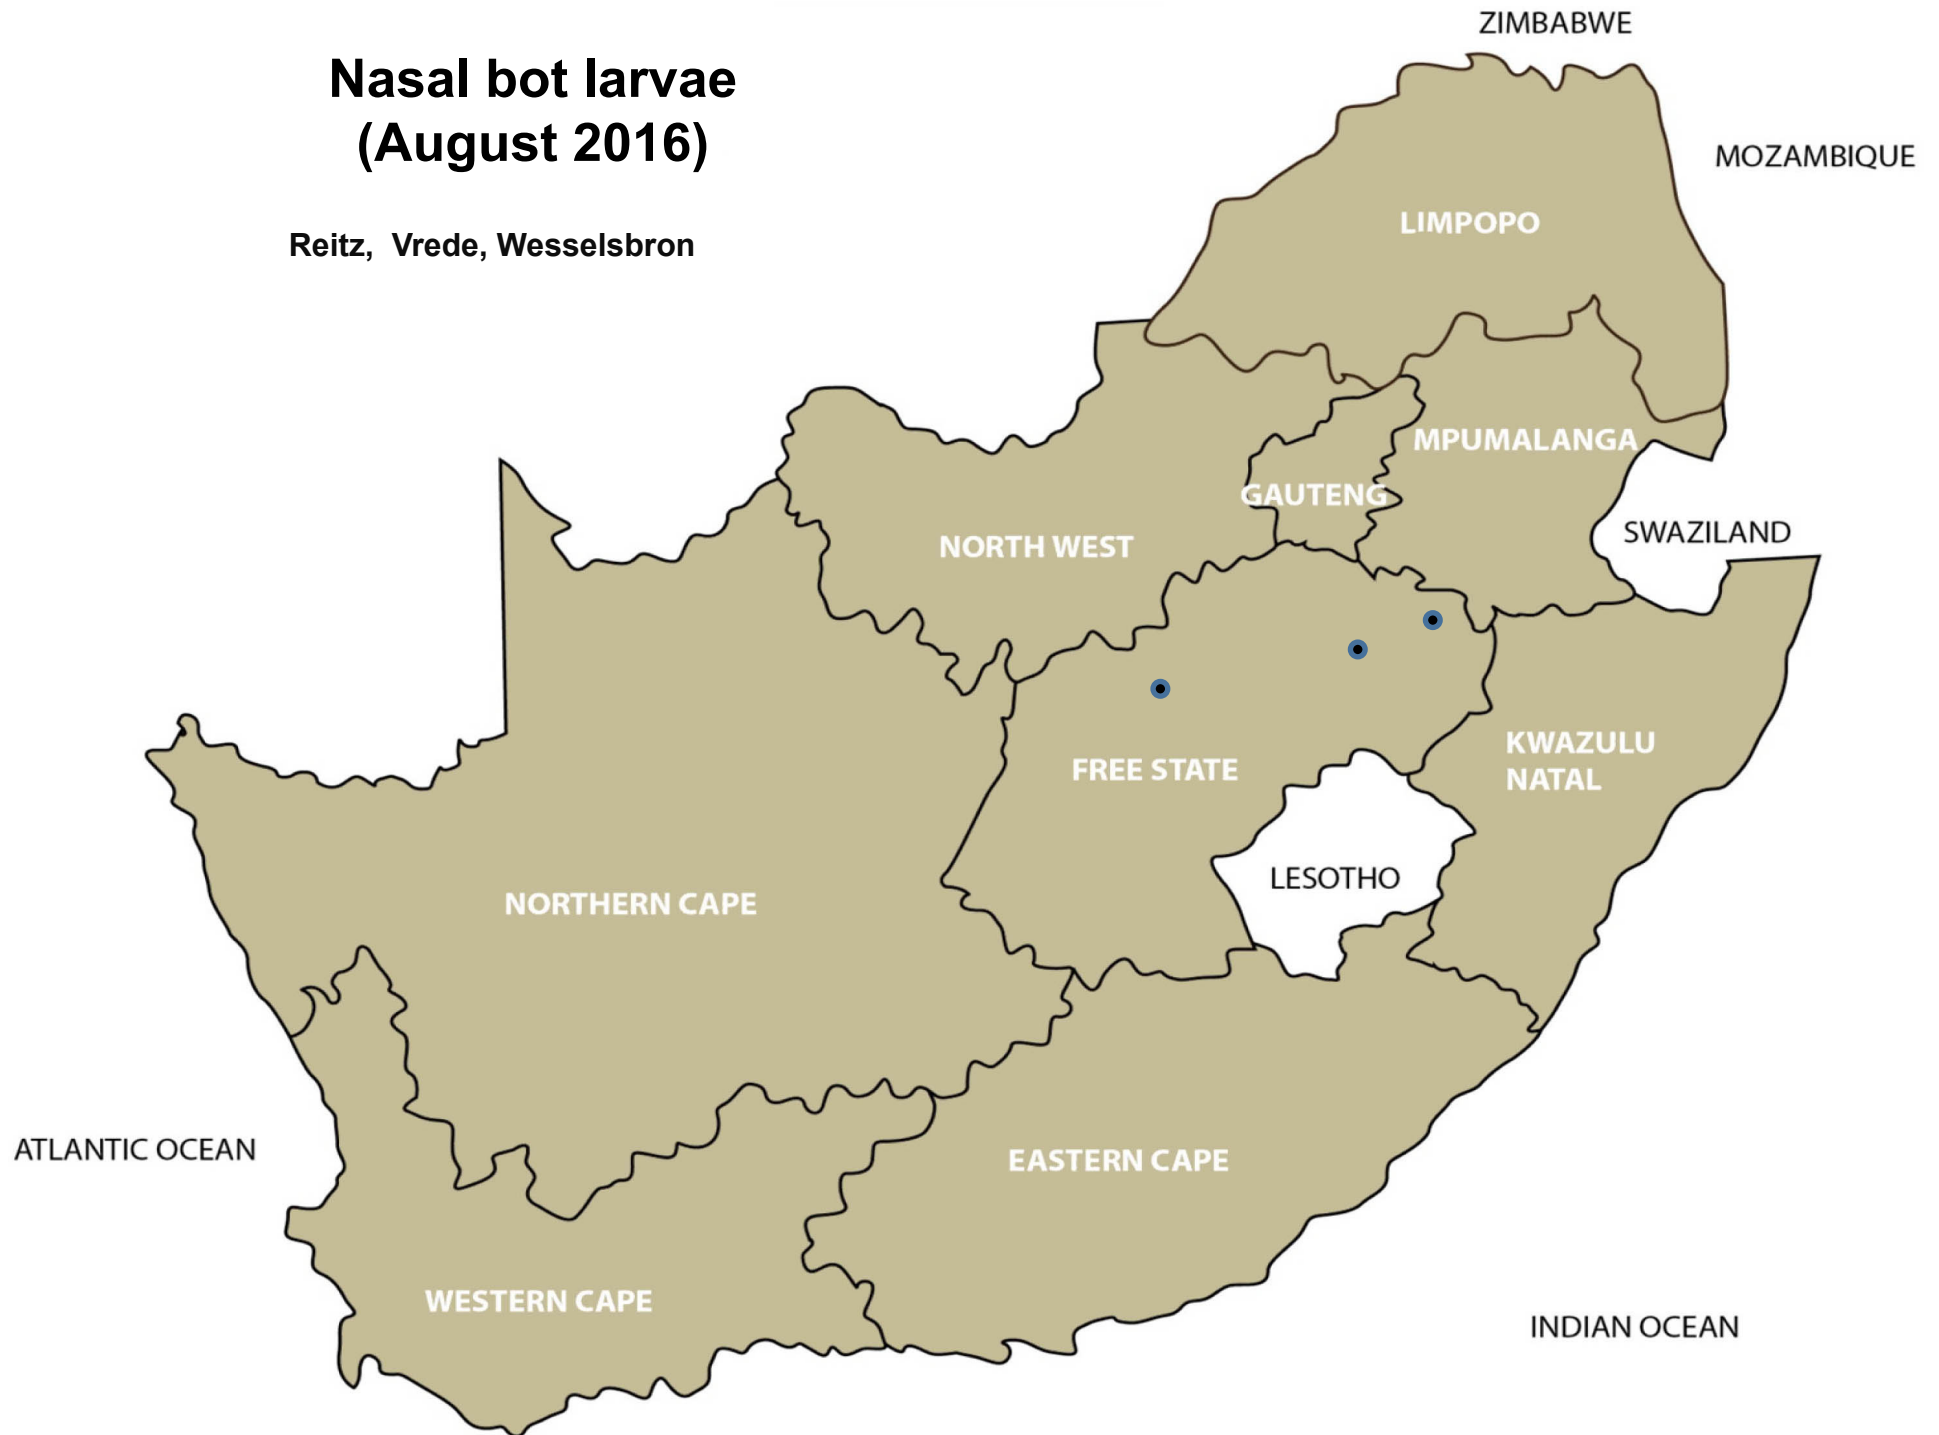 ZIMBABWE
Nasal bot larvae
(August 2016)
MOZAMBIQUE
LIMPOPO
Reitz,  Vrede, Wesselsbron
MPUMALANGA
GAUTENG
SWAZILAND
NORTH WEST
KWAZULU
NATAL
FREE STATE
LESOTHO
NORTHERN CAPE
ATLANTIC OCEAN
EASTERN CAPE
WESTERN CAPE
INDIAN OCEAN